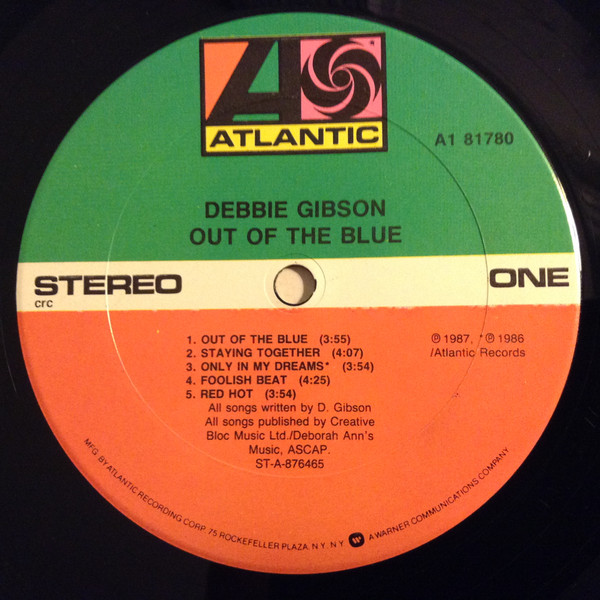 ATLANTIC
A1 81780
DEBBIE GIBSON
OUT OF THE BLUE
STEREO
ONE
crc
1. OUT OF THE BLUE (3:55)
2. STAYING TOGETHER (4:07)
3. ONLY IN MY DREAMS* (3:54)
4. FOOLISH BEAT (4:25)
5. RED HOT (3:54)
℗ 1987, *℗ 1986
/Atlantic Records
All songs written by D. Gibson
All songs published by Creative
Bloc Music Ltd./Deborah Ann's
Music, ASCAP.
ST-A-876465
MFG. BY ATLANTIC RECORDING CORP. 75 ROCKEFELLER PLAZA, N.Y. N.Y. W A WARNER COMMUNICATIONS COMPANY